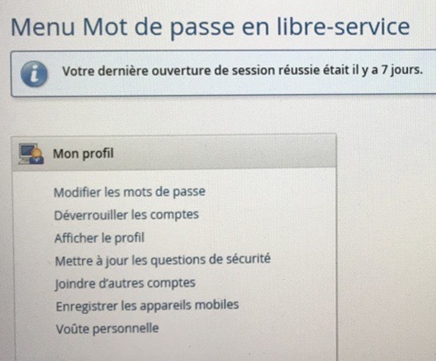 Menu Mot de passe en libre-service
Votre dernière ouverture de session réussie était il y a 7 jours.
Mon profil
Modifier les mots de passe
Déverrouiller les comptes
Afficher le profil
Mettre à jour les questions de sécurité
Joindre d'autres comptes
Enregistrer les appareils mobiles
Voûte personnelle